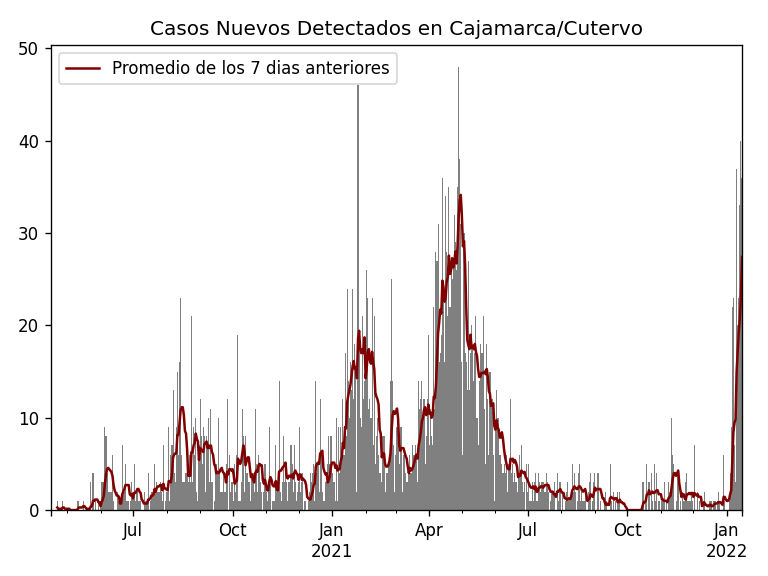 Casos Nuevos Detectados en Cajamarca/Cutervo
Promedio de los 7 dias anteriores
50
40
30
20
10
0
Jul
Oct
Jan
2021
Apr
Jul
Oct
Jan
2022